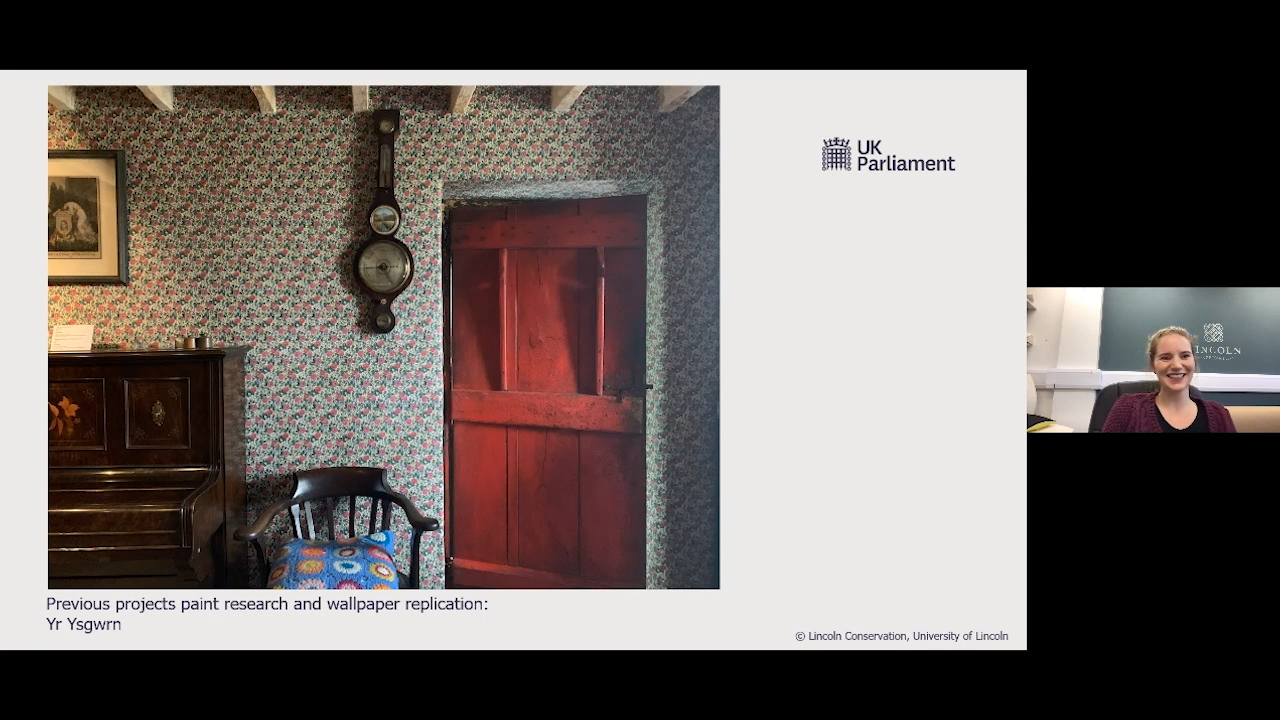 UK
Parliament
LINCOLN
Previous projects paint research and wallpaper replication:
Yr Ysgwrn
© Lincoln Conservation, University of Lincoln